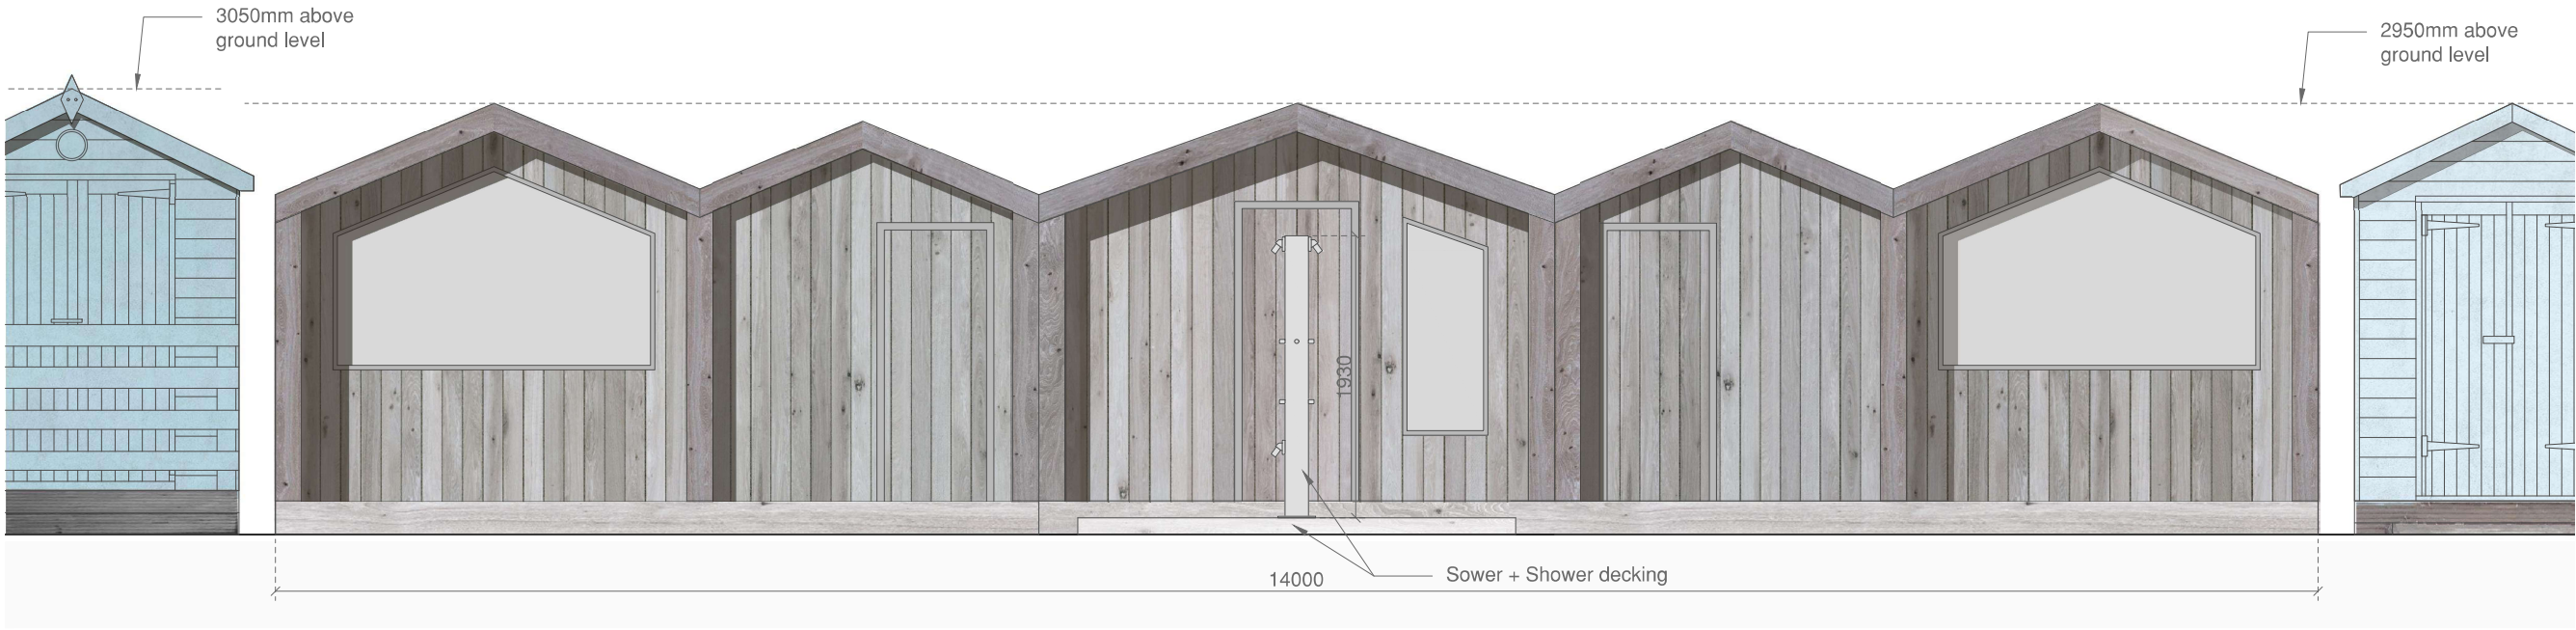 3050mm above
ground level
2950mm above
ground level
1930
14000
Sower + Shower decking